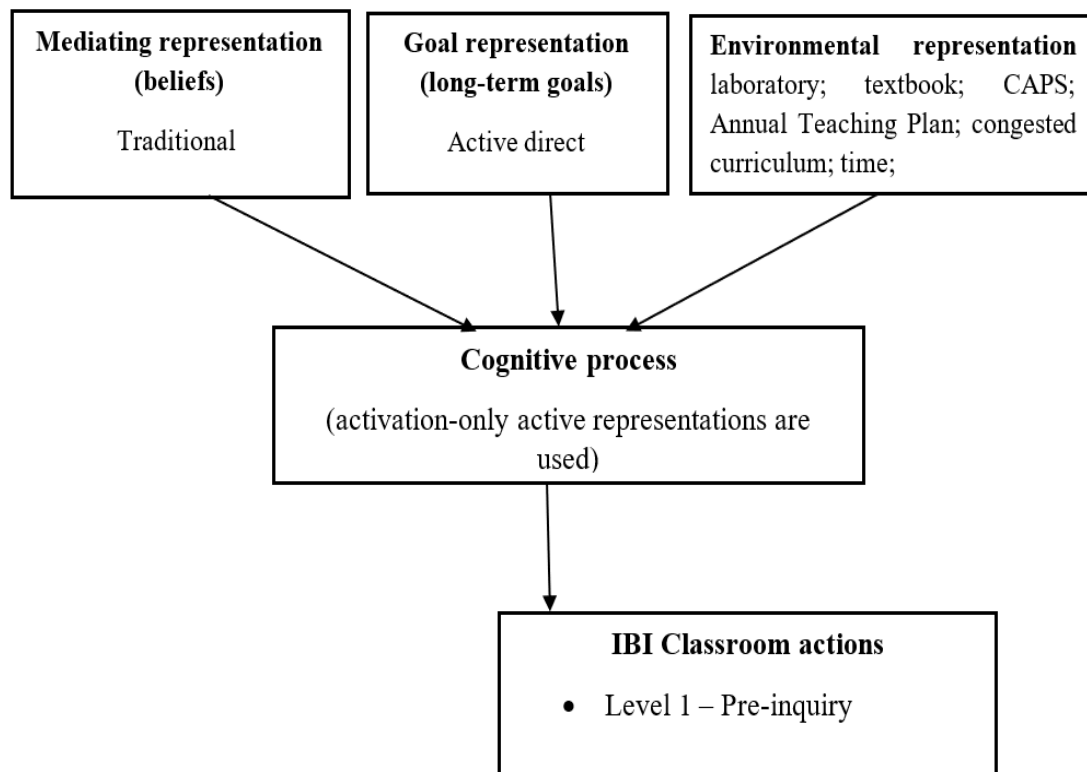 Mediating representation
(beliefs)
Traditional
Goal representation
(long-term goals)
Active direct
Environmental representation
laboratory; textbook; CAPS;
Annual Teaching Plan; congested
curriculum; time;
Cognitive process
(activation-only active representations are
used)
IBI Classroom actions
• Level 1 – Pre-inquiry